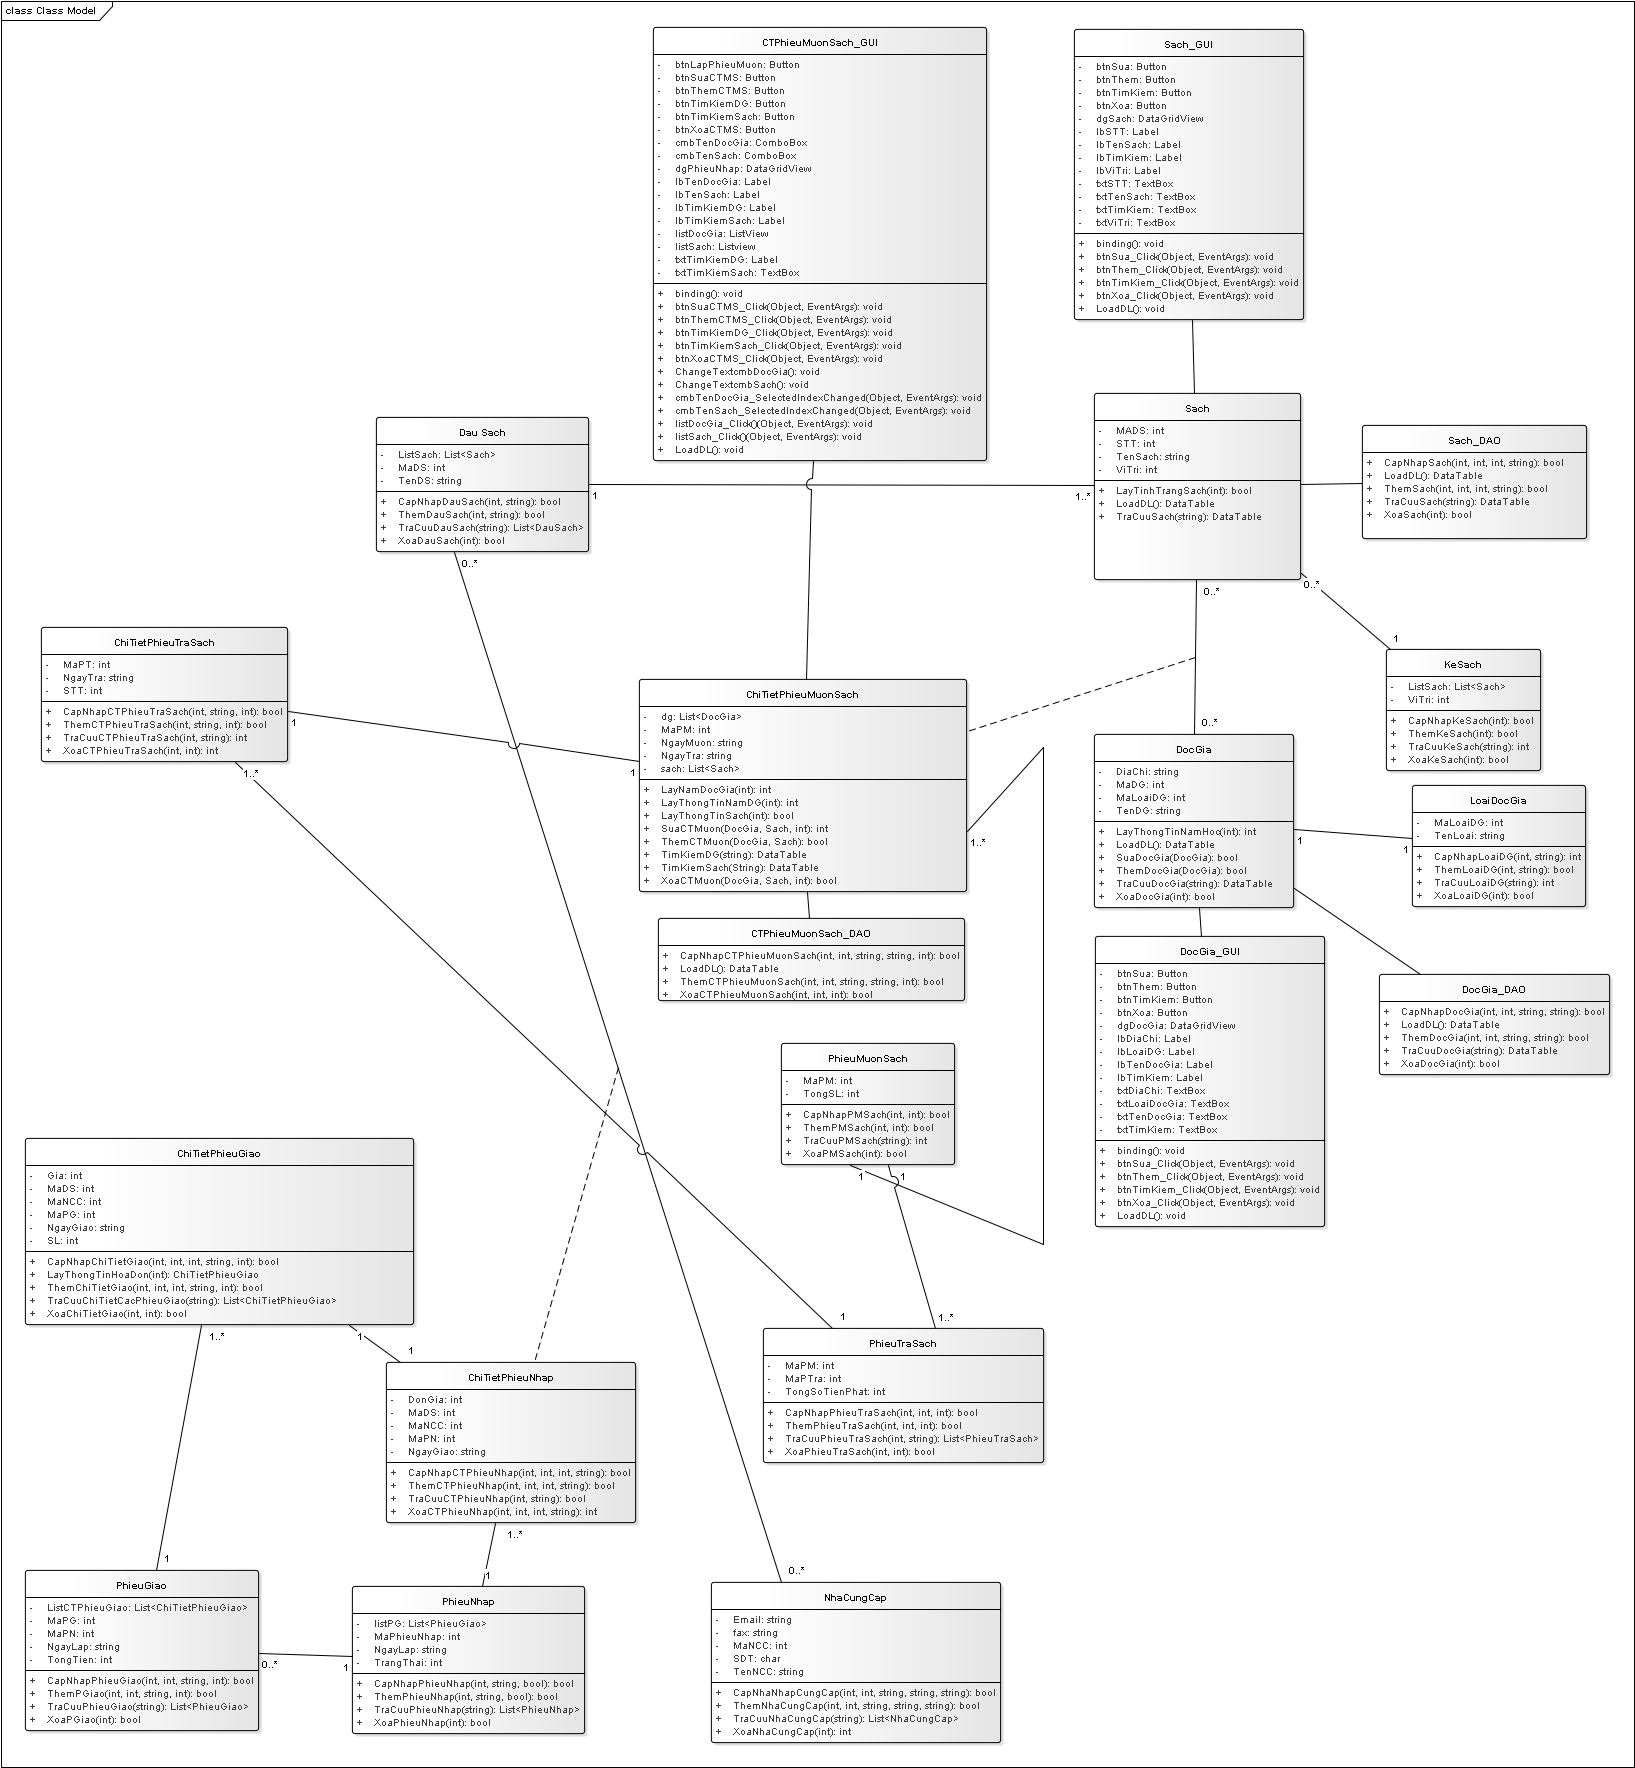 class Class Model
CTPhieuMuonSach_GUI
- btnLapPhieuMuon: Button
- btnSuaCTMS: Button
- btnThemCTMS: Button
- btnTimKiemDG: Button
- btnTimKiemSach: Button
- btnXoaCTMS: Button
- cmbTenDocGia: ComboBox
- cmbTenSach: ComboBox
- dgPhieuNhap: DataGridView
- lbTenDocGia: Label
- lbTenSach: Label
- lbTimKiemDG: Label
- lbTimKiemSach: Label
- listDocGia: ListView
- listSach: Listview
- txtTimKiemDG: Label
- txtTimKiemSach: TextBox
+ binding(): void
+ btnSuaCTMS_Click(Object, EventArgs): void
+ btnThemCTMS_Click(Object, EventArgs): void
+ btnTimKiemDG_Click(Object, EventArgs): void
+ btnTimKiemSach_Click(Object, EventArgs): void
+ btnXoaCTMS_Click(Object, EventArgs): void
+ ChangeTextcmbDocGia(): void
+ ChangeTextcmbSach(): void
+ cmbTenDocGia_SelectedIndexChanged(Object, EventArgs): void
+ cmbTenSach_SelectedIndexChanged(Object, EventArgs): void
+ listDocGia_Click()(Object, EventArgs): void
+ listSach_Click()(Object, EventArgs): void
+ LoadDL(): void
Sach_GUI
- btnSua: Button
- btnThem: Button
- btnTimKiem: Button
- btnXoa: Button
- dgSach: DataGridView
- lbSTT: Label
- lbTenSach: Label
- lbTimKiem: Label
- lbViTri: Label
- txtSTT: TextBox
- txtTenSach: TextBox
- txtTimKiem: TextBox
- txtViTri: TextBox
+ binding(): void
+ btnSua_Click(Object, EventArgs): void
+ btnThem_Click(Object, EventArgs): void
+ btnTimKiem_Click(Object, EventArgs): void
+ btnXoa_Click(Object, EventArgs): void
+ LoadDL(): void
Dau Sach
- ListSach: List<Sach>
- MaDS: int
- TenDS: string
+ CapNhapDauSach(int, string): bool
+ ThemDauSach(int, string): bool
+ TraCuuDauSach(string): List<DauSach>
+ XoaDauSach(int): bool
1
1..*
0..*
Sach
- MADS: int
- STT: int
- TenSach: string
- ViTri: int
+ LayTinhTrangSach(int): bool
+ LoadDL(): DataTable
+ TraCuuSach(string): DataTable
0..*
0..*
Sach_DAO
+ CapNhapSach(int, int, int, string): bool
+ LoadDL(): DataTable
+ ThemSach(int, int, int, string): bool
+ TraCuuSach(string): DataTable
+ XoaSach(int): bool
1
KeSach
- ListSach: List<Sach>
- ViTri: int
+ CapNhapKeSach(int): bool
+ ThemKeSach(int): bool
+ TraCuuKeSach(string): int
+ XoaKeSach(int): bool
ChiTietPhieuTraSach
- MaPT: int
- NgayTra: string
- STT: int
+ CapNhapCTPhieuTraSach(int, string, int): bool
+ ThemCTPhieuTraSach(int, string, int): bool
+ TraCuuCTPhieuTraSach(int, string): int
+ XoaCTPhieuTraSach(int, int): int
1
1..*
1
ChiTietPhieuMuonSach
- dg: List<DocGia>
- MaPM: int
- NgayMuon: string
- NgayTra: string
- sach: List<Sach>
+ LayNamDocGia(int): int
+ LayThongTinNamDG(int): int
+ LayThongTinSach(int): bool
+ SuaCTMuon(DocGia, Sach, int): int
+ ThemCTMuon(DocGia, Sach): bool
+ TimKiemDG(string): DataTable
+ TimKiemSach(String): DataTable
+ XoaCTMuon(DocGia, Sach, int): bool
1..*
0..*
DocGia
- DiaChi: string
- MaDG: int
- MaLoaiDG: int
- TenDG: string
+ LayThongTinNamHoc(int): int
+ LoadDL(): DataTable
+ SuaDocGia(DocGia): bool
+ ThemDocGia(DocGia): bool
+ TraCuuDocGia(string): DataTable
+ XoaDocGia(int): bool
1
1
LoaiDocGia
- MaLoaiDG: int
- TenLoai: string
+ CapNhapLoaiDG(int, string): int
+ ThemLoaiDG(int, string): bool
+ TraCuuLoaiDG(string): int
+ XoaLoaiDG(int): bool
CTPhieuMuonSach_DAO
+ CapNhapCTPhieuMuonSach(int, int, string, string, int): bool
+ LoadDL(): DataTable
+ ThemCTPhieuMuonSach(int, int, string, string, int): bool
+ XoaCTPhieuMuonSach(int, int, int): bool
DocGia_GUI
- btnSua: Button
- btnThem: Button
- btnTimKiem: Button
- btnXoa: Button
- dgDocGia: DataGridView
- lbDiaChi: Label
- lbLoaiDG: Label
- lbTenDocGia: Label
- lbTimKiem: Label
- txtDiaChi: TextBox
- txtLoaiDocGia: TextBox
- txtTenDocGia: TextBox
- txtTimKiem: TextBox
+ binding(): void
+ btnSua_Click(Object, EventArgs): void
+ btnThem_Click(Object, EventArgs): void
+ btnTimKiem_Click(Object, EventArgs): void
+ btnXoa_Click(Object, EventArgs): void
+ LoadDL(): void
DocGia_DAO
+ CapNhapDocGia(int, int, string, string): bool
+ LoadDL(): DataTable
+ ThemDocGia(int, int, string, string): bool
+ TraCuuDocGia(string): DataTable
+ XoaDocGia(int): bool
PhieuMuonSach
- MaPM: int
- TongSL: int
+ CapNhapPMSach(int, int): bool
+ ThemPMSach(int, int): bool
+ TraCuuPMSach(string): int
+ XoaPMSach(int): bool
1
1
ChiTietPhieuGiao
- Gia: int
- MaDS: int
- MaNCC: int
- MaPG: int
- NgayGiao: string
- SL: int
+ CapNhapChiTietGiao(int, int, int, string, int): bool
+ LayThongTinHoaDon(int): ChiTietPhieuGiao
+ ThemChiTietGiao(int, int, int, string, int): bool
+ TraCuuChiTietCacPhieuGiao(string): List<ChiTietPhieuGiao>
+ XoaChiTietGiao(int, int): bool
1..*
1
1
1
1..*
PhieuTraSach
- MaPM: int
- MaPTra: int
- TongSoTienPhat: int
+ CapNhapPhieuTraSach(int, int, int): bool
+ ThemPhieuTraSach(int, int, int): bool
+ TraCuuPhieuTraSach(int, string): List<PhieuTraSach>
+ XoaPhieuTraSach(int, int): bool
ChiTietPhieuNhap
- DonGia: int
- MaDS: int
- MaNCC: int
- MaPN: int
- NgayGiao: string
+ CapNhapCTPhieuNhap(int, int, int, string): bool
+ ThemCTPhieuNhap(int, int, int, string): bool
+ TraCuuCTPhieuNhap(int, string): bool
+ XoaCTPhieuNhap(int, int, int, string): int
1..*
1
1
0..*
PhieuGiao
- ListCTPhieuGiao: List<ChiTietPhieuGiao>
- MaPG: int
- MaPN: int
- NgayLap: string
- TongTien: int
+ CapNhapPhieuGiao(int, int, string, int): bool
+ ThemPGiao(int, int, string, int): bool
+ TraCuuPhieuGiao(string): List<PhieuGiao>
+ XoaPGiao(int): bool
0..*
1
PhieuNhap
- listPG: List<PhieuGiao>
- MaPhieuNhap: int
- NgayLap: string
- TrangThai: int
+ CapNhapPhieuNhap(int, string, bool): bool
+ ThemPhieuNhap(int, string, bool): bool
+ TraCuuPhieuNhap(string): List<PhieuNhap>
+ XoaPhieuNhap(int): bool
NhaCungCap
- Email: string
- fax: string
- MaNCC: int
- SDT: char
- TenNCC: string
+ CapNhaNhapCungCap(int, int, string, string, string): bool
+ ThemNhaCungCap(int, string, string, string): bool
+ TraCuuNhaCungCap(string): List<NhaCungCap>
+ XoaNhaCungCap(int): int